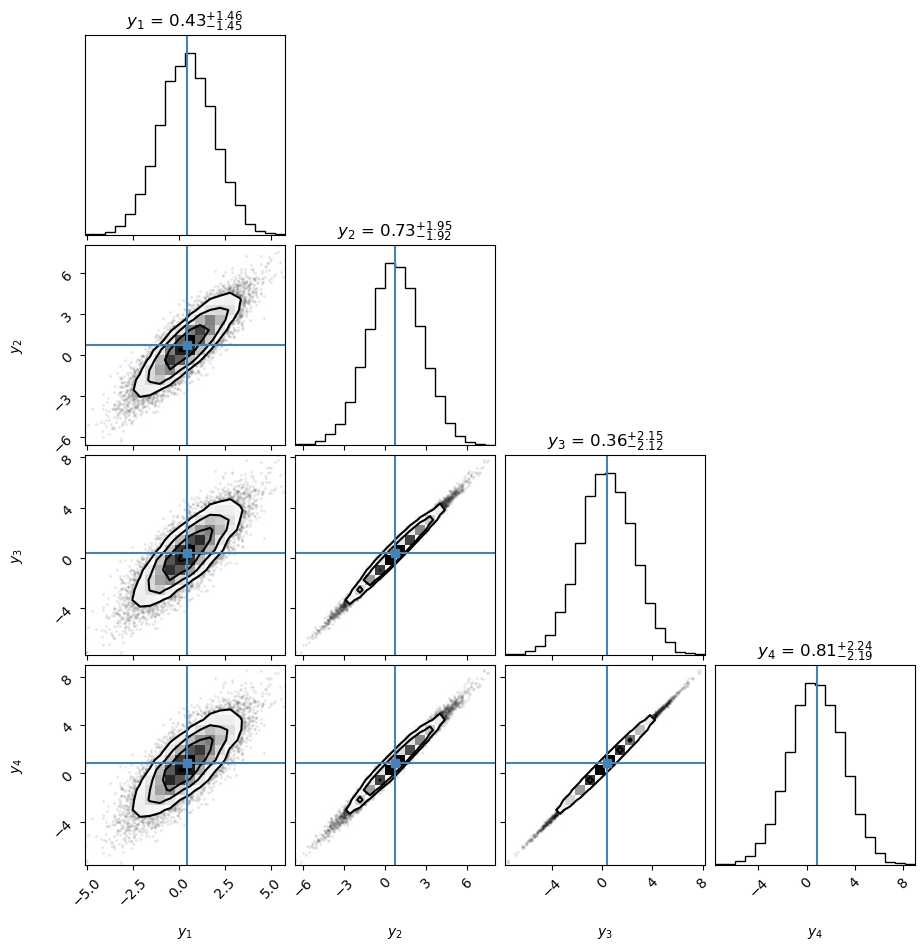 y₁ = 0.43 +1.46 −1.45
y₂ = 0.73 +1.95 −1.92
6
3
0
−3
−6
y₂
y₃ = 0.36 +2.15 −2.12
8
4
0
−4
y₃
y₄ = 0.81 +2.24 −2.19
8
4
0
−4
y₄
−5.0 −2.5 0.0 2.5 5.0 −6 −3 0 3 6 −4 0 4 8 −4 0 4 8
y₁ y₂ y₃ y₄